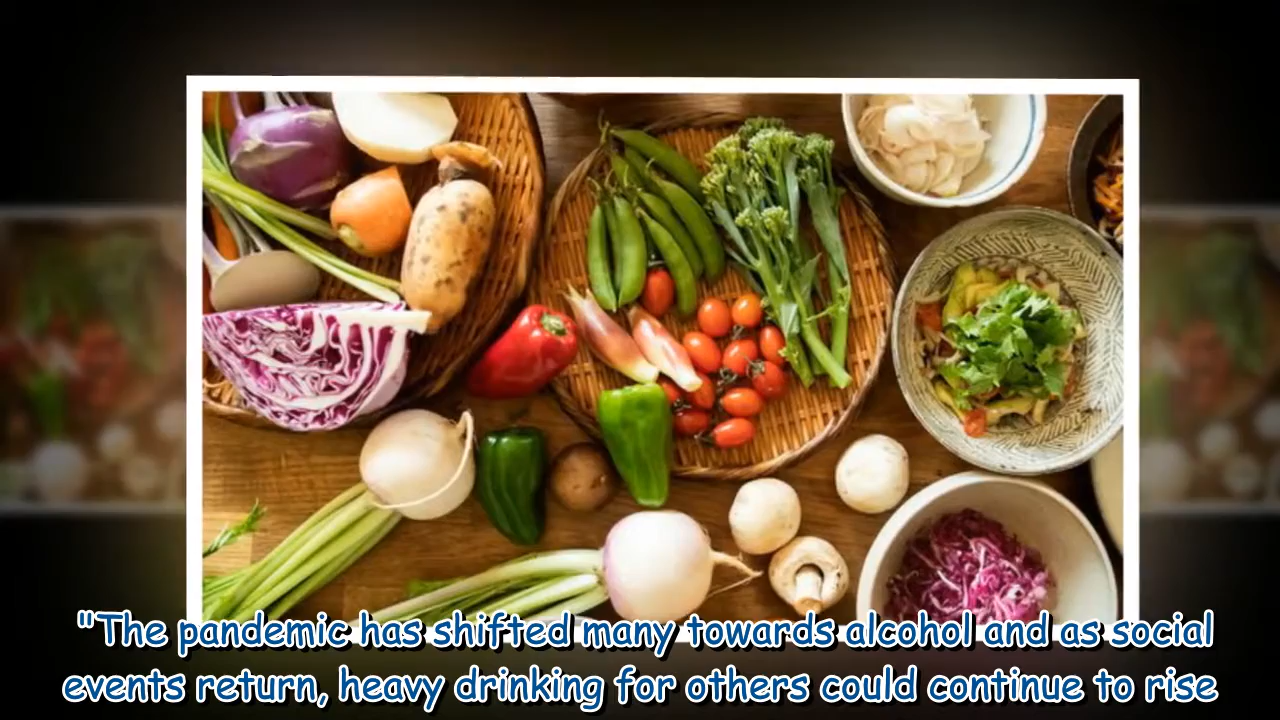 "The pandemic has shifted many towards alcohol and as social
events return, heavy drinking for others could continue to rise